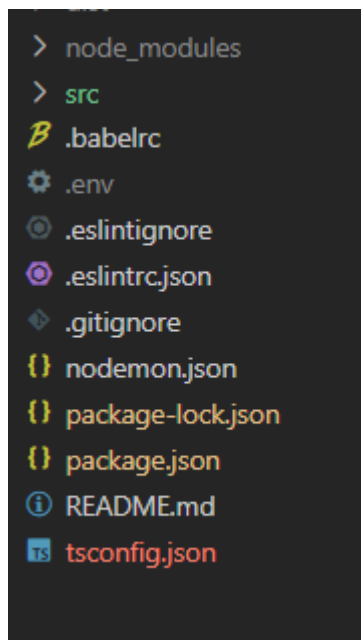 node_modules
src
.babelrc
.env
.eslintignore
.eslintrc.json
.gitignore
nodemon.json
package-lock.json
package.json
README.md
tsconfig.json